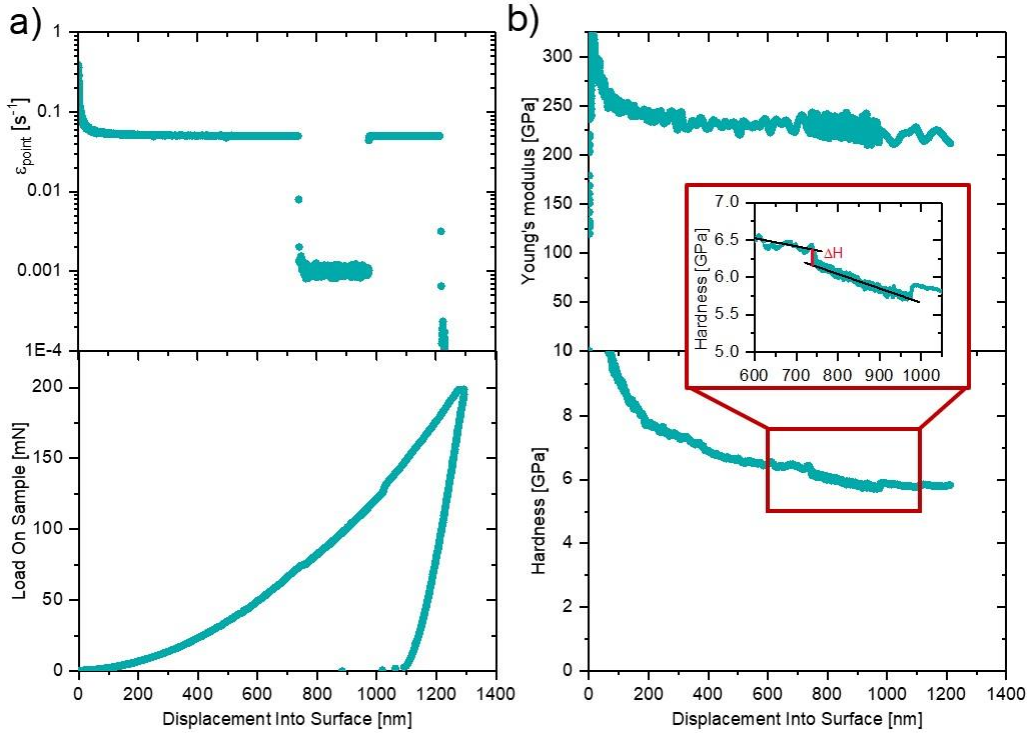 a)
ε̇point [s-1]
1
0.1
0.01
0.001
1E-4
Load On Sample [mN]
200
150
100
50
0
0 200 400 600 800 1000 1200 1400
Displacement Into Surface [nm]
b)
Young's modulus [GPa]
300
250
200
150
100
50
10
Hardness [GPa]
8
6
4
2
0
0 200 400 600 800 1000 1200 1400
Displacement Into Surface [nm]
Hardness [GPa]
7.0
6.5
6.0
5.5
5.0
600 700 800 900 1000
ΔH